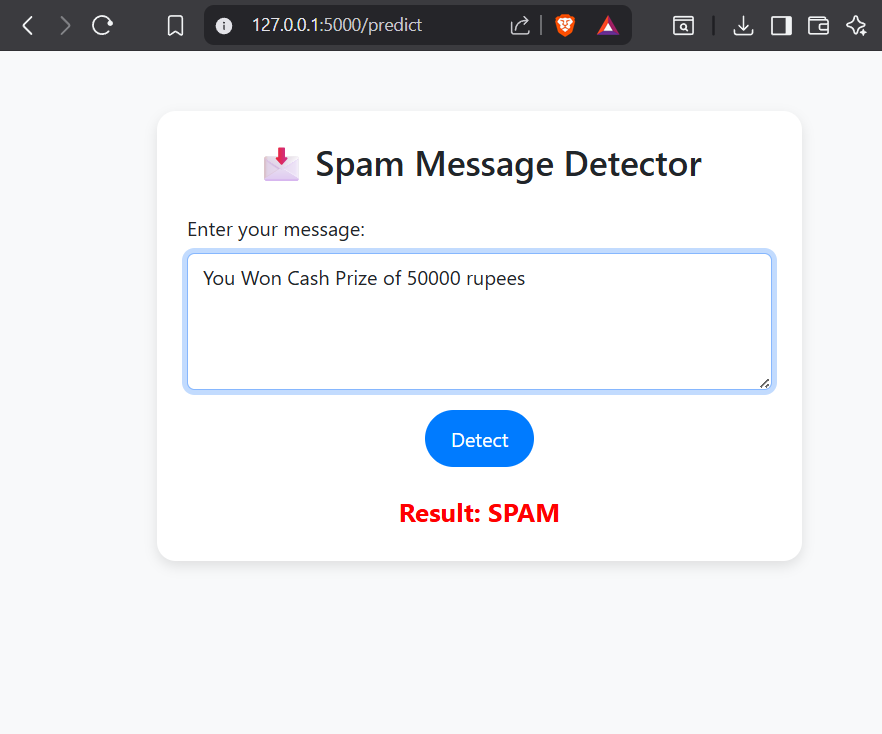 127.0.0.1:5000/predict
Spam Message Detector
Enter your message:
You Won Cash Prize of 50000 rupees
Detect
Result: SPAM